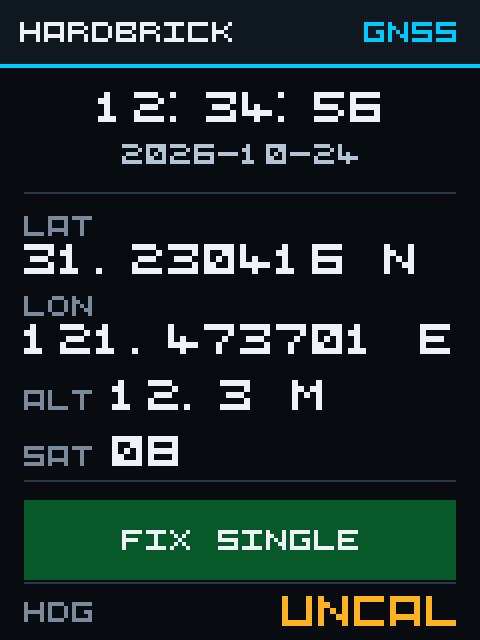 HARDBRICK GNSS
12:34:56
2026-10-24
LAT
31.230416 N
LON
121.473701 E
ALT 12.3 M
SAT 08
FIX SINGLE
HDG UNCAL